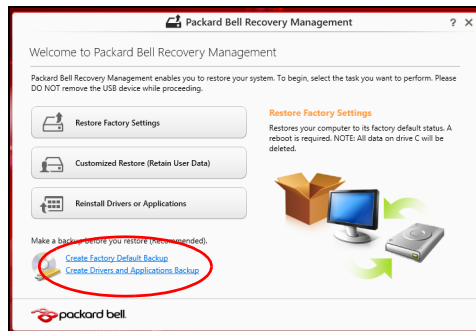 Packard Bell Recovery Management
? X
Welcome to Packard Bell Recovery Management
Packard Bell Recovery Management enables you to restore your system. To begin, select the task you want to perform. Please
DO NOT remove the USB device while proceeding.
Restore Factory Settings
Customized Restore (Retain User Data)
Reinstall Drivers or Applications
Restore Factory Settings
Restores your computer to its factory default status. A
reboot is required. NOTE: All data on drive C will be
deleted.
Make a backup before you restore (Recommended).
Create Factory Default Backup
Create Drivers and Applications Backup
packard bell.